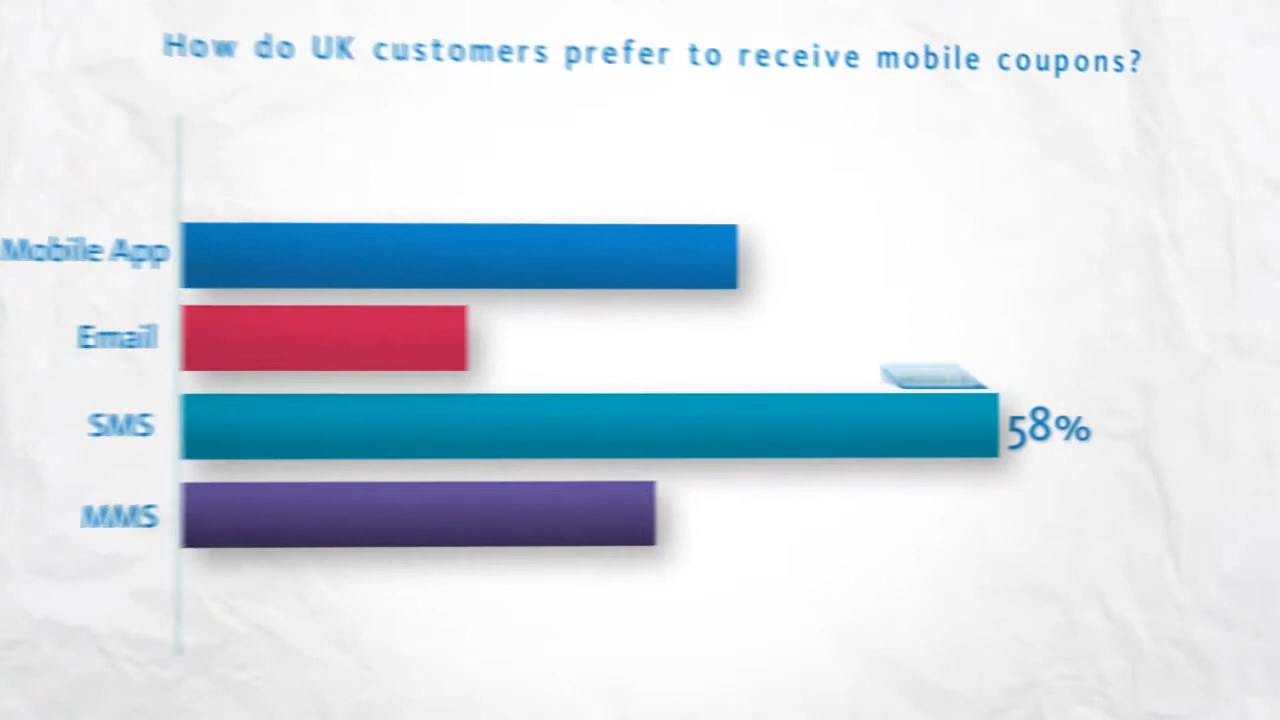 How do UK customers prefer to receive mobile coupons?
Mobile App
Email
SMS
58%
MMS